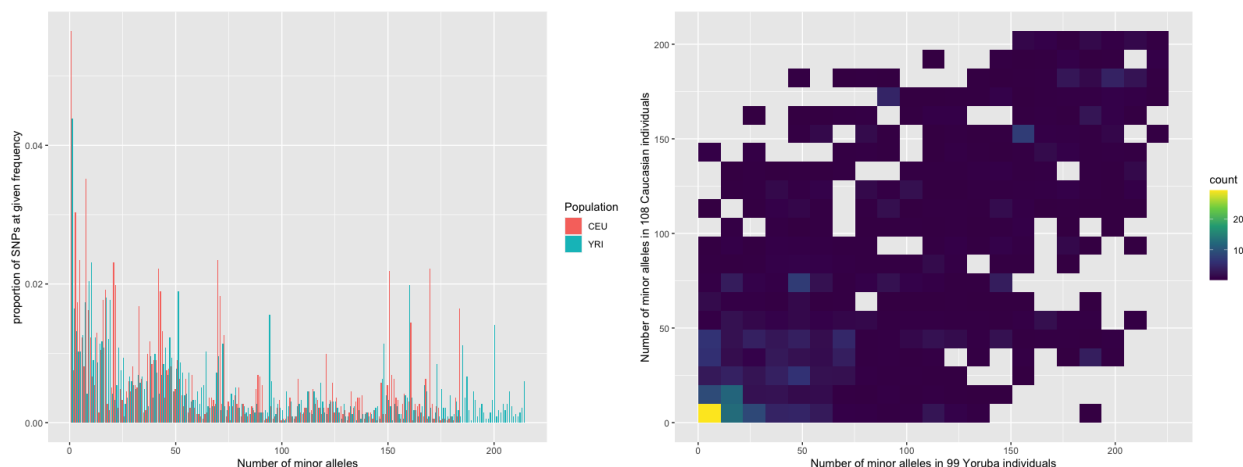 proportion of SNPs at given frequency
0.04
0.02
0.00
0
50
100
150
200
Number of minor alleles
Population
CEU
YRI
Number of minor alleles in 108 Caucasian individuals
200
150
100
50
0
0
50
100
150
200
Number of minor alleles in 99 Yoruba individuals
count
20
10